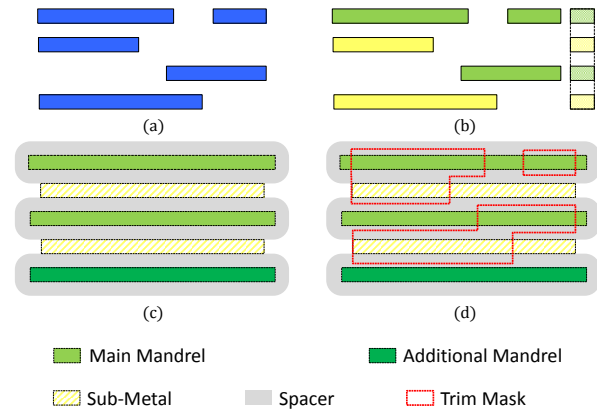 (a)
(b)
(c)
(d)
Main Mandrel
Additional Mandrel
Sub-Metal
Spacer
Trim Mask